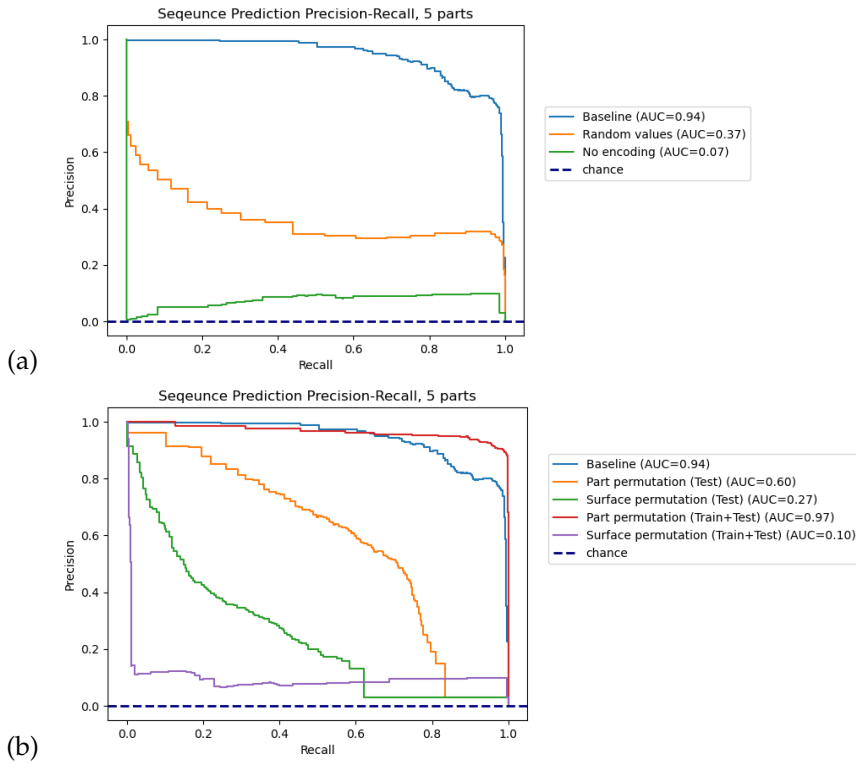 Seqeunce Prediction Precision-Recall, 5 parts
1.0
0.8
0.6
0.4
0.2
0.0
Precision
0.0 0.2 0.4 0.6 0.8 1.0
Recall
Baseline (AUC=0.94)
Random values (AUC=0.37)
No encoding (AUC=0.07)
chance
(a)
Seqeunce Prediction Precision-Recall, 5 parts
1.0
0.8
0.6
0.4
0.2
0.0
Precision
0.0 0.2 0.4 0.6 0.8 1.0
Recall
Baseline (AUC=0.94)
Part permutation (Test) (AUC=0.60)
Surface permutation (Test) (AUC=0.27)
Part permutation (Train+Test) (AUC=0.97)
Surface permutation (Train+Test) (AUC=0.10)
chance
(b)